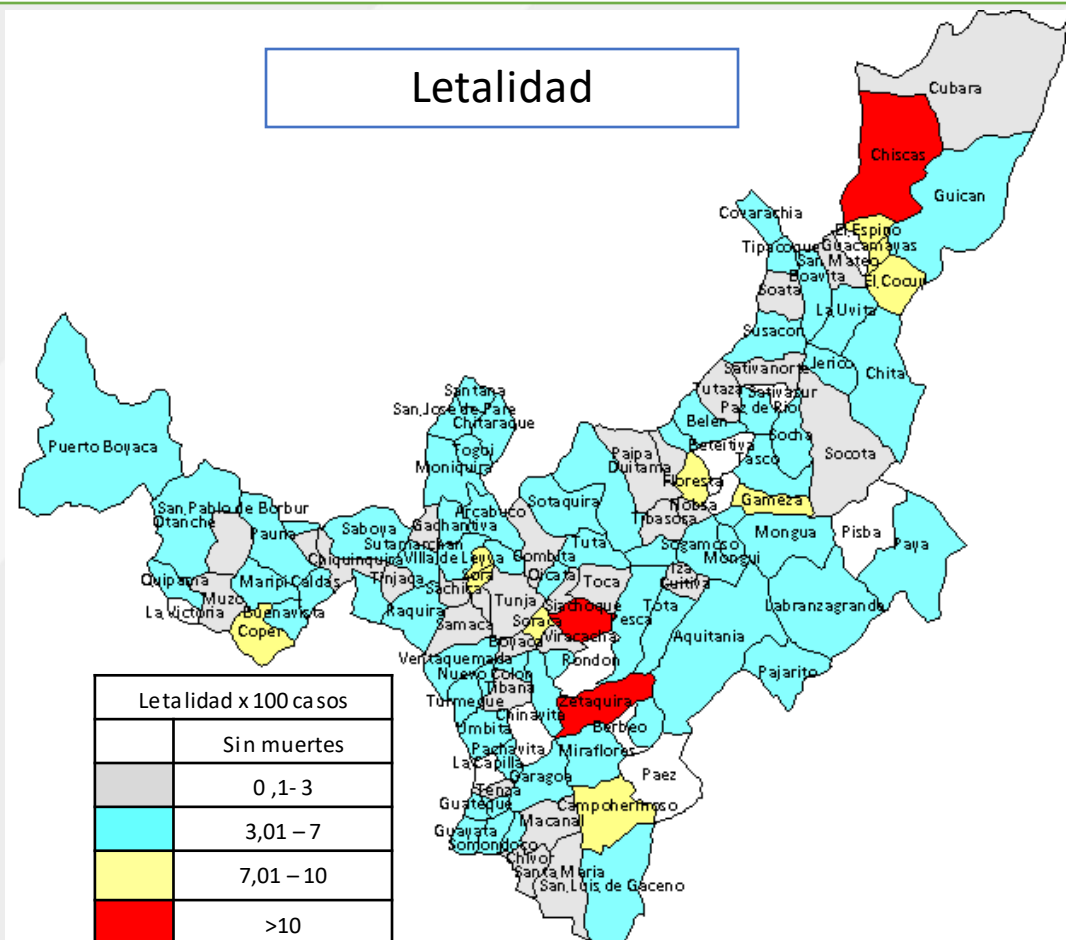 Letalidad
Cubara
Chiscas
Guican
Covarachia
El Espino
Tipacoque
Guacamayas
San Mateo
Boavita
El Cocuy
Soata
La Uvita
Susacon
Sativanorte
Jerico
Chita
Tutaza
Sativasur
Santana
San Jose de Pare
Paz de Rio
Chitaraque
Belen
Socha
Puerto Boyaca
Togui
Beteitiva
Paipa
Tasco
Socota
Moniquira
Duitama
Floresta
Sotaquira
Gameza
San Pablo de Borbur
Nobsa
Arcabuco
Otanche
Tibasosa
Gachantiva
Saboya
Pauna
Mongua
Pisba
Sutamarchan
Tuta
Sogamoso
Paya
Villa de Leyva
Combita
Mongui
Chiquinquira
Iza
Oicata
Sora
Toca
Quipama
Maripi
Caldas
Tinjaca
Cuitiva
Sachica
Muzo
Tunja
Siachoque
Tota
Labranzagrande
La Victoria
Buenavista
Raquira
Pesca
Samaca
Soraca
Coper
Viracacha
Aquitania
Boyaca
Ventaquemada
Rondon
Nuevo Colon
Pajarito
Tibana
Turmeque
Zetaquira
Chinavita
Umbita
Berbeo
Pachavita
Miraflores
La Capilla
Garagoa
Paez
Tenza
Guateque
Campohermoso
Macanal
Guayata
Somondoco
Chivor
Santa Maria
San Luis de Gaceno
Letalidad x 100 casos
Sin muertes
0 ,1- 3
3,01 – 7
7,01 – 10
>10